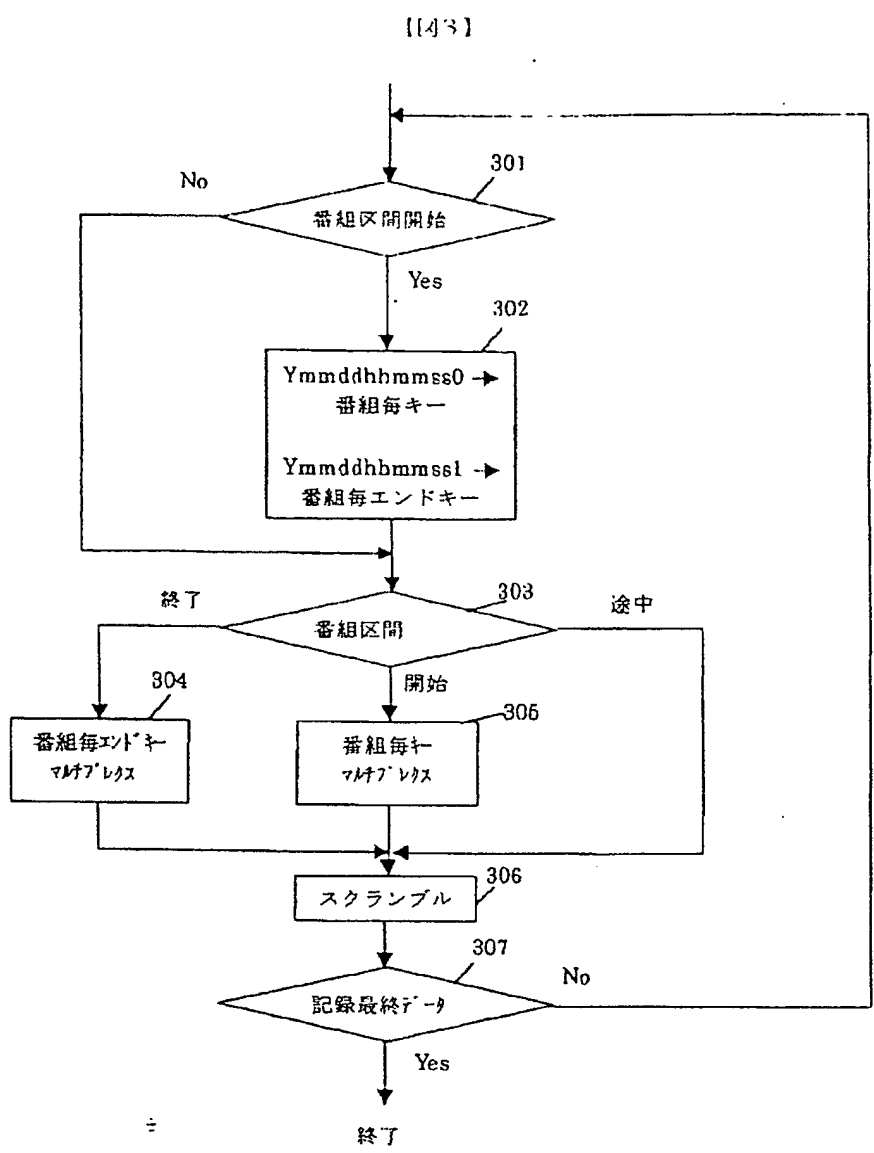 【図3】
301
No
番組区間開始
Yes
302
Ymmddhhmmss0
番組毎キー
Ymmddhhmmss1
番組毎エンドキー
303
終了
途中
番組区間
304
開始
305
番組毎エンドキー
マルチプレクス
番組毎キー
マルチプレクス
306
スクランブル
307
No
記録最終データ
Yes
終了